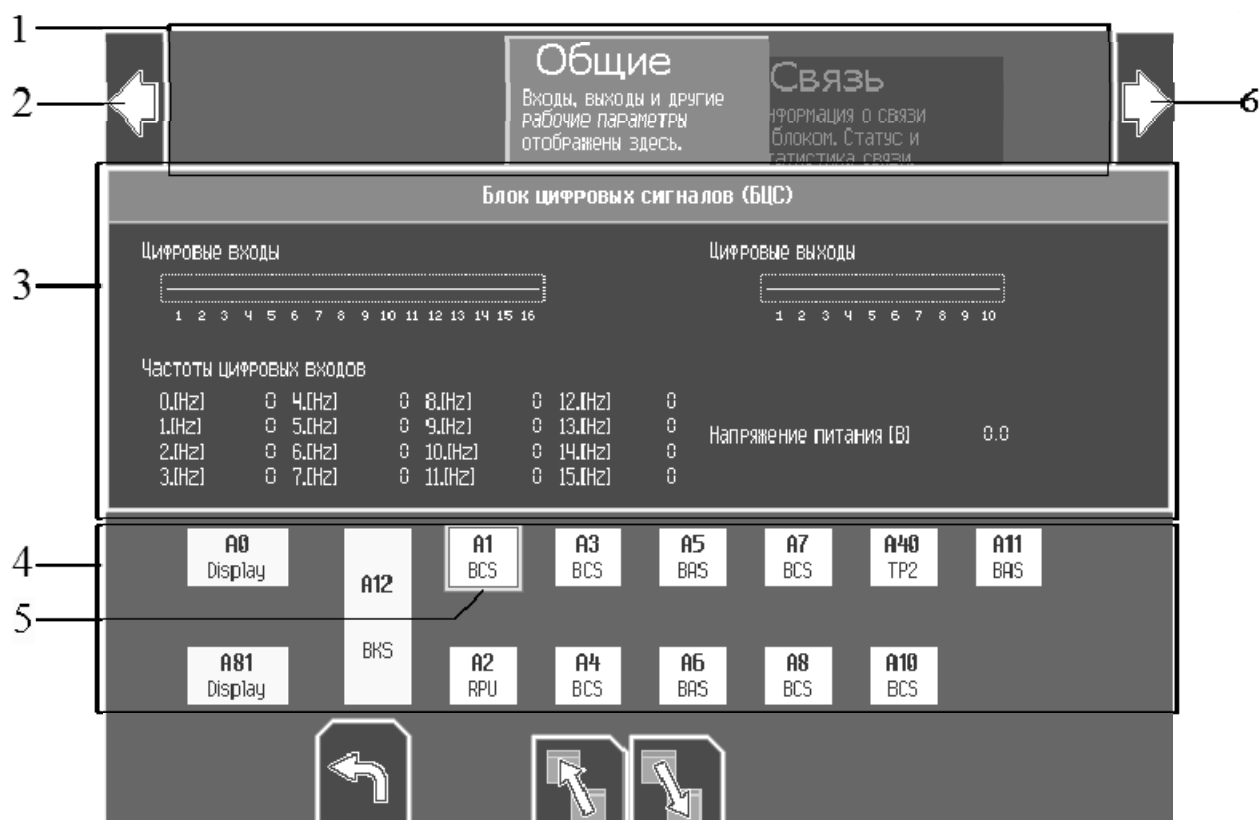 1
2
6
Общие
Входы, выходы и другие
рабочие параметры
отображены здесь.
Связь
нформация о связи
блоком. Статус и
татистика связи.
3
Блок цифровых сигналов (БЦС)
Цифровые входы
1 2 3 4 5 6 7 8 9 10 11 12 13 14 15 16
Цифровые выходы
1 2 3 4 5 6 7 8 9 10
Частоты цифровых входов
0.[Hz] 0 4.[Hz] 0 8.[Hz] 0 12.[Hz] 0
1.[Hz] 0 5.[Hz] 0 9.[Hz] 0 13.[Hz] 0
2.[Hz] 0 6.[Hz] 0 10.[Hz] 0 14.[Hz] 0
3.[Hz] 0 7.[Hz] 0 11.[Hz] 0 15.[Hz] 0
Напряжение питания [В] 0.0
4
5
A0
Display
A12
BKS
A1
BCS
A3
BCS
A5
BAS
A7
BCS
A40
TP2
A11
BAS
A81
Display
A2
RPU
A4
BCS
A6
BAS
A8
BCS
A10
BCS